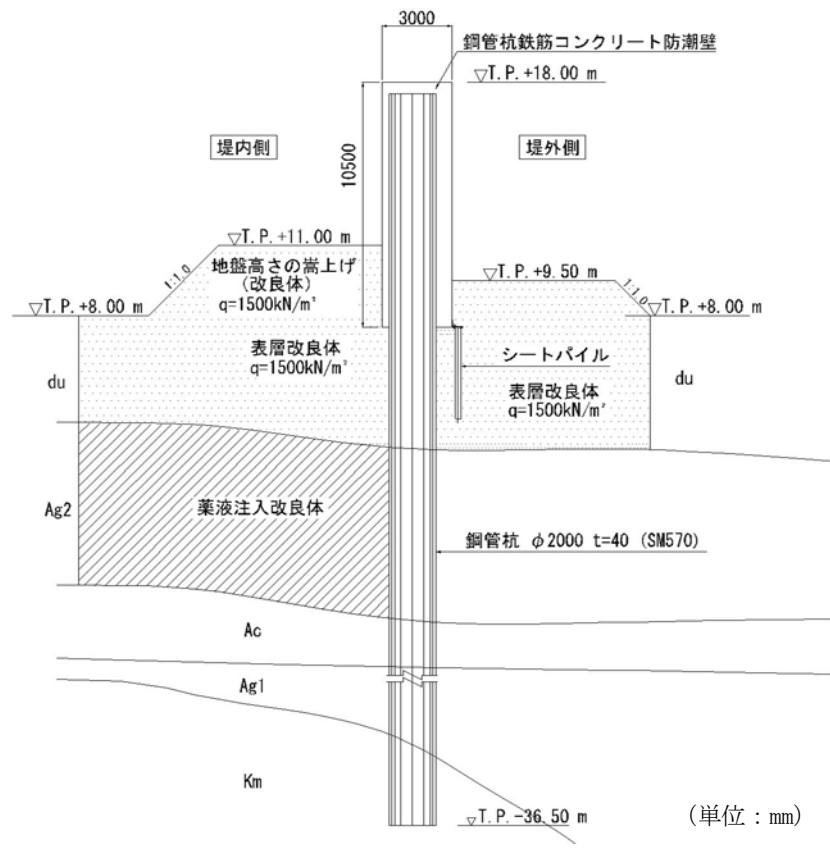 3000
鋼管杭鉄筋コンクリート防潮壁
▽T.P.+18.00 m
堤内側
堤外側
10500
▽T.P.+11.00 m
地盤高さの嵩上げ
(改良体)
q=1500kN/m²
1:1.0
▽T.P.+9.50 m
1:1.0
▽T.P.+8.00 m
▽T.P.+8.00 m
表層改良体
q=1500kN/m²
シートパイル
表層改良体
q=1500kN/m²
du
du
Ag2
薬液注入改良体
鋼管杭 φ2000 t=40 (SM570)
Ac
Ag1
Km
▽T.P.-36.50 m
(単位:mm)